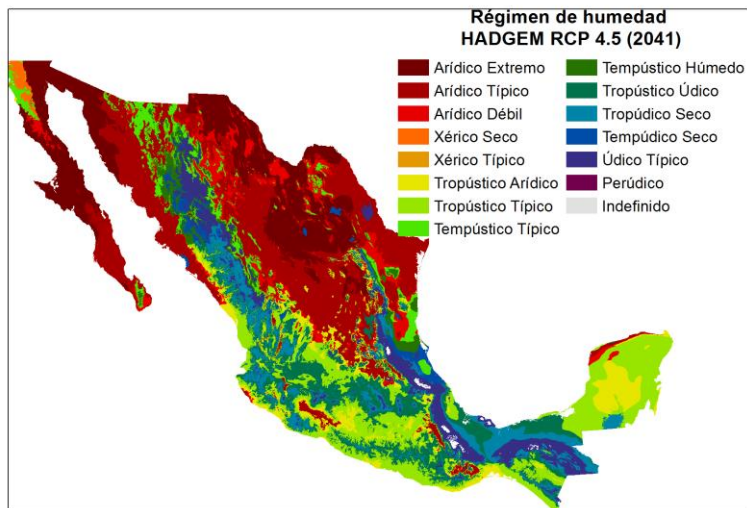 Régimen de humedad
HADGEM RCP 4.5 (2041)
Arídico Extremo
Arídico Típico
Arídico Débil
Xérico Seco
Xérico Típico
Tropústico Arídico
Tropústico Típico
Tempústico Típico
Tempústico Húmedo
Tropústico Údico
Tropúdico Seco
Tempúdico Seco
Údico Típico
Perúdico
Indefinido